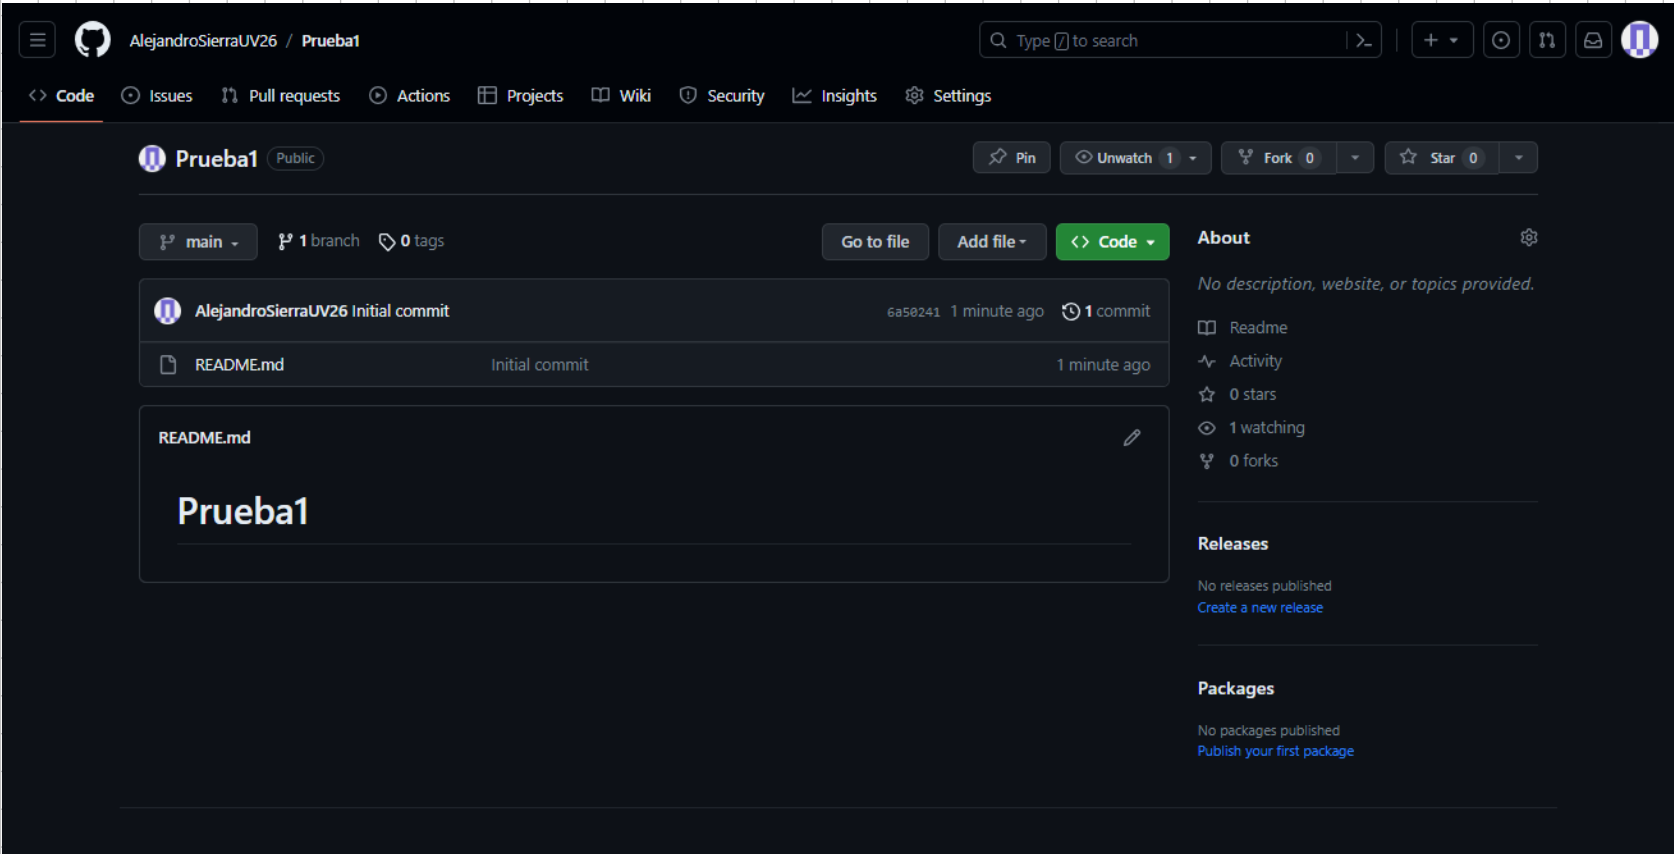 AlejandroSierraUV26 / Prueba1 Type / to search
Code Issues Pull requests Actions Projects Wiki Security Insights Settings
Prueba1 Public Pin Unwatch 1 Fork 0 Star 0
main 1 branch 0 tags Go to file Add file <> Code
AlejandroSierraUV26 Initial commit 6a50241 1 minute ago 1 commit
README.md Initial commit 1 minute ago
README.md
Prueba1
About
No description, website, or topics provided.
Readme
Activity
0 stars
1 watching
0 forks
Releases
No releases published
Create a new release
Packages
No packages published
Publish your first package